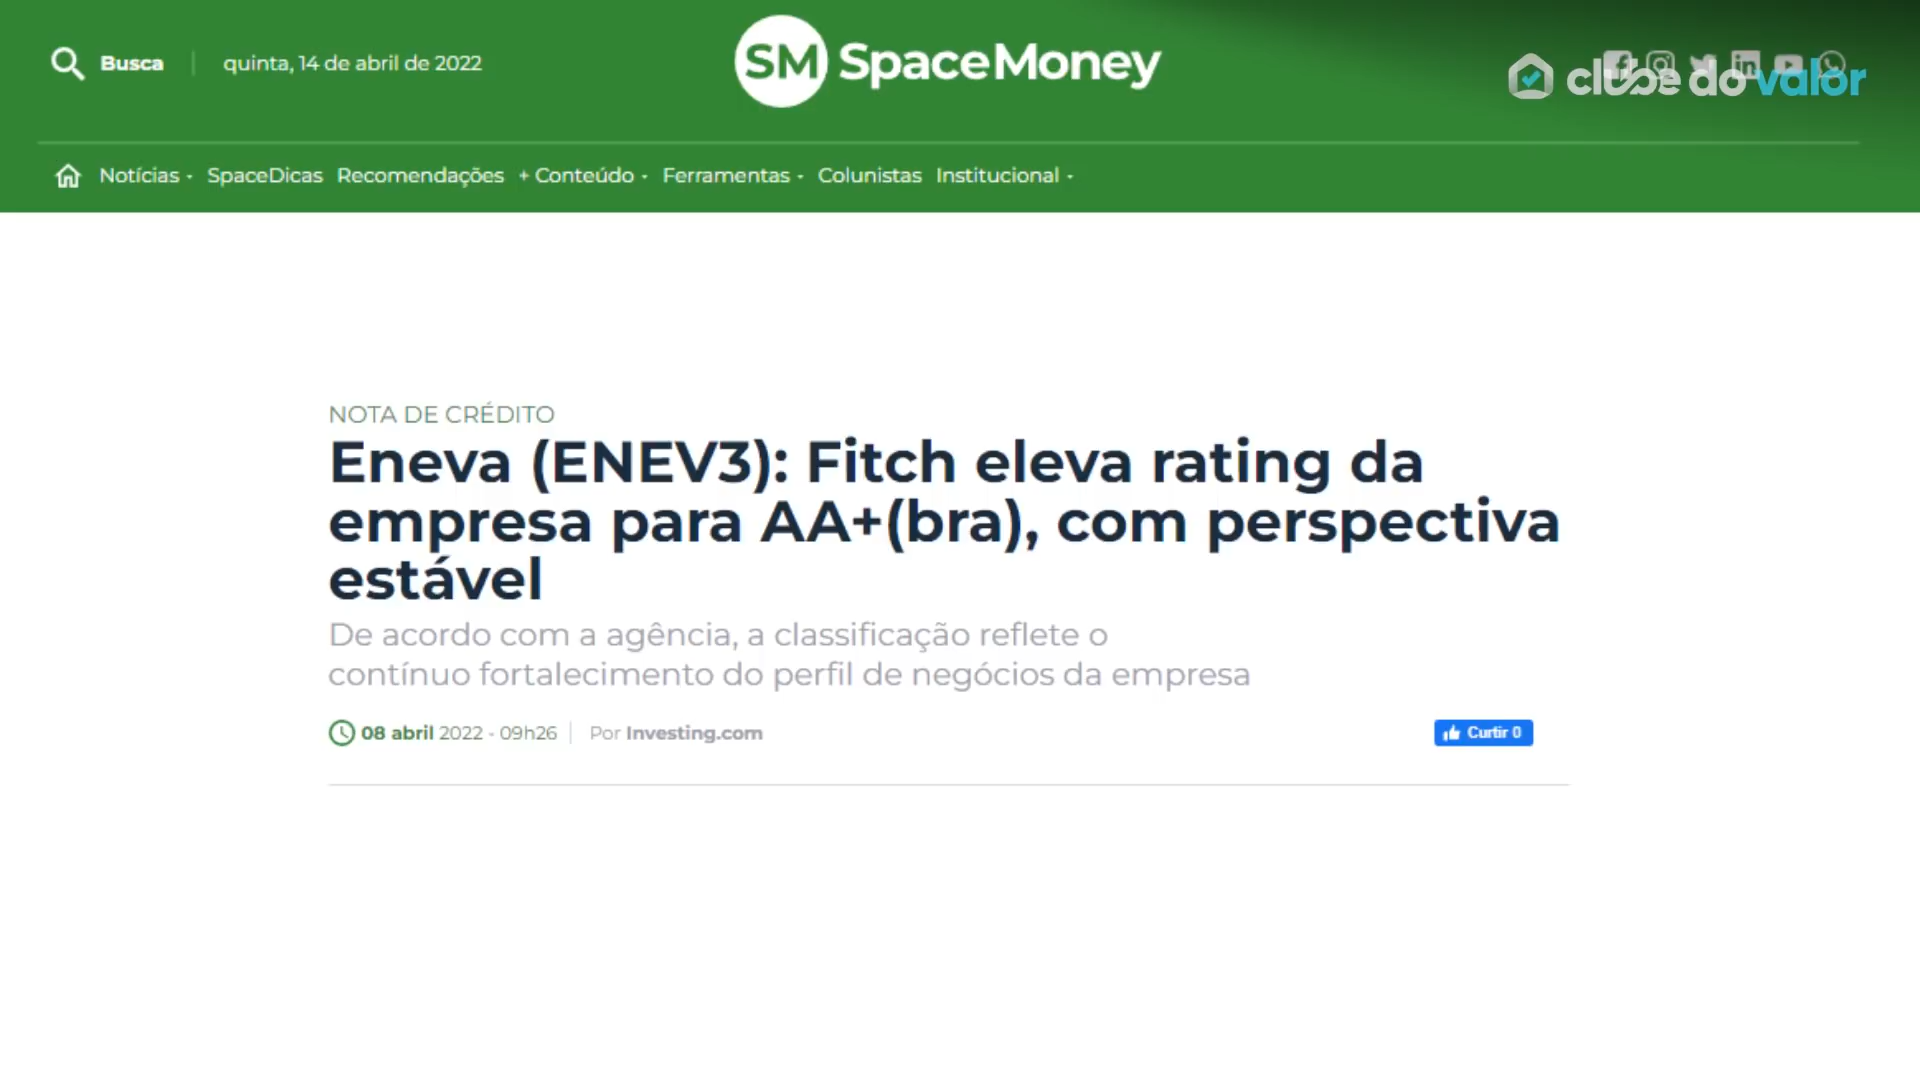 Busca
quinta, 14 de abril de 2022
SM SpaceMoney
clube do valor
Notícias
SpaceDicas
Recomendações
+ Conteúdo
Ferramentas
Colunistas
Institucional
NOTA DE CRÉDITO
Eneva (ENEV3): Fitch eleva rating da
empresa para AA+(bra), com perspectiva
estável
De acordo com a agência, a classificação reflete o
contínuo fortalecimento do perfil de negócios da empresa
08 abril 2022 - 09h26
Por Investing.com
Curtir 0